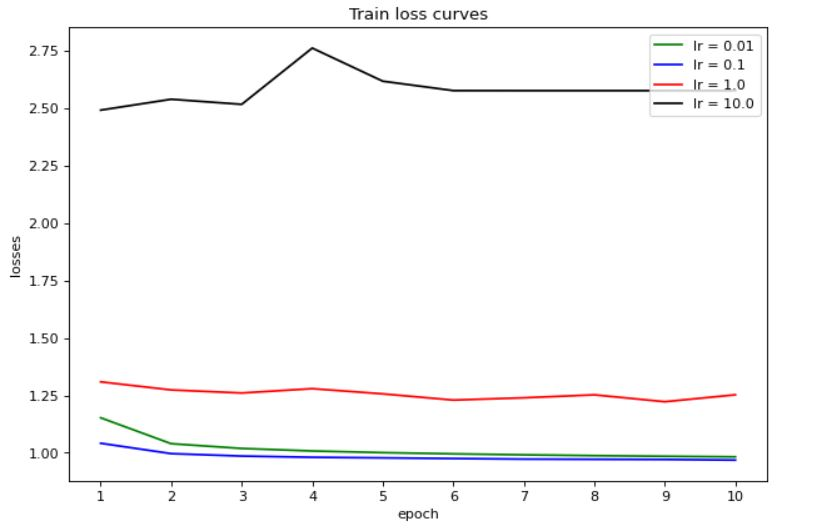 Train loss curves
lr = 0.01
lr = 0.1
lr = 1.0
lr = 10.0
losses
2.75
2.50
2.25
2.00
1.75
1.50
1.25
1.00
1 2 3 4 5 6 7 8 9 10
epoch